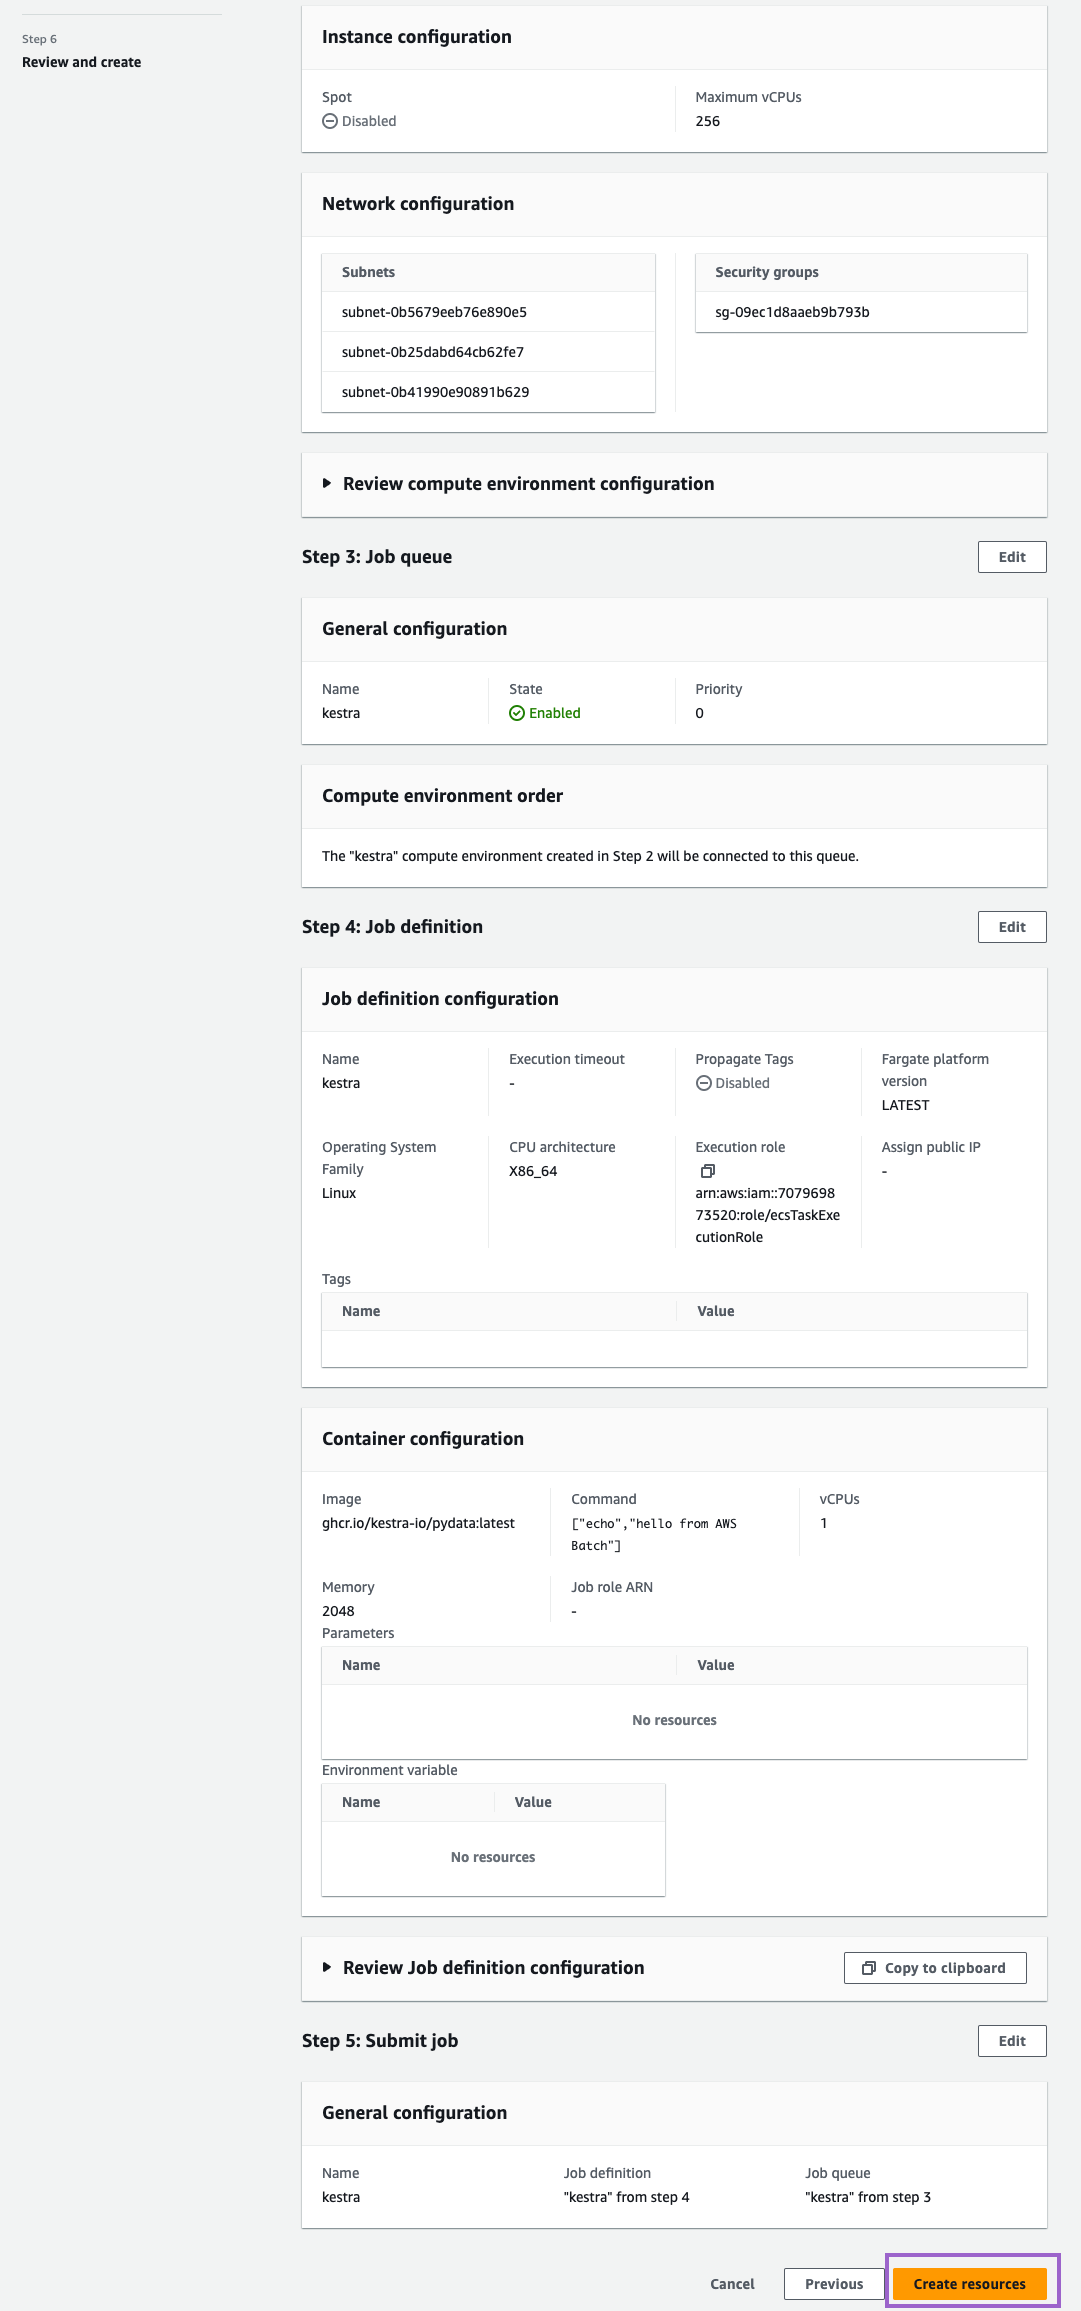 Step 6
Review and create
Instance configuration
Spot
Disabled
Maximum vCPUs
256
Network configuration
Subnets
subnet-0b5679eeb76e890e5
subnet-0b25dabd64cb62fe7
subnet-0b41990e90891b629
Security groups
sg-09ec1d8aaeb9b793b
Review compute environment configuration
Step 3: Job queue
Edit
General configuration
Name
kestra
State
Enabled
Priority
0
Compute environment order
The "kestra" compute environment created in Step 2 will be connected to this queue.
Step 4: Job definition
Edit
Job definition configuration
Name
kestra
Execution timeout
-
Propagate Tags
Disabled
Fargate platform
version
LATEST
Operating System
Family
Linux
CPU architecture
X86_64
Execution role
arn:aws:iam::7079698
73520:role/ecsTaskExe
cutionRole
Assign public IP
-
Tags
Name
Value
Container configuration
Image
ghcr.io/kestra-io/pydata:latest
Command
["echo","hello from AWS
Batch"]
vCPUs
1
Memory
2048
Job role ARN
-
Parameters
Name
Value
No resources
Environment variable
Name
Value
No resources
Review Job definition configuration
Copy to clipboard
Step 5: Submit job
Edit
General configuration
Name
kestra
Job definition
"kestra" from step 4
Job queue
"kestra" from step 3
Cancel
Previous
Create resources